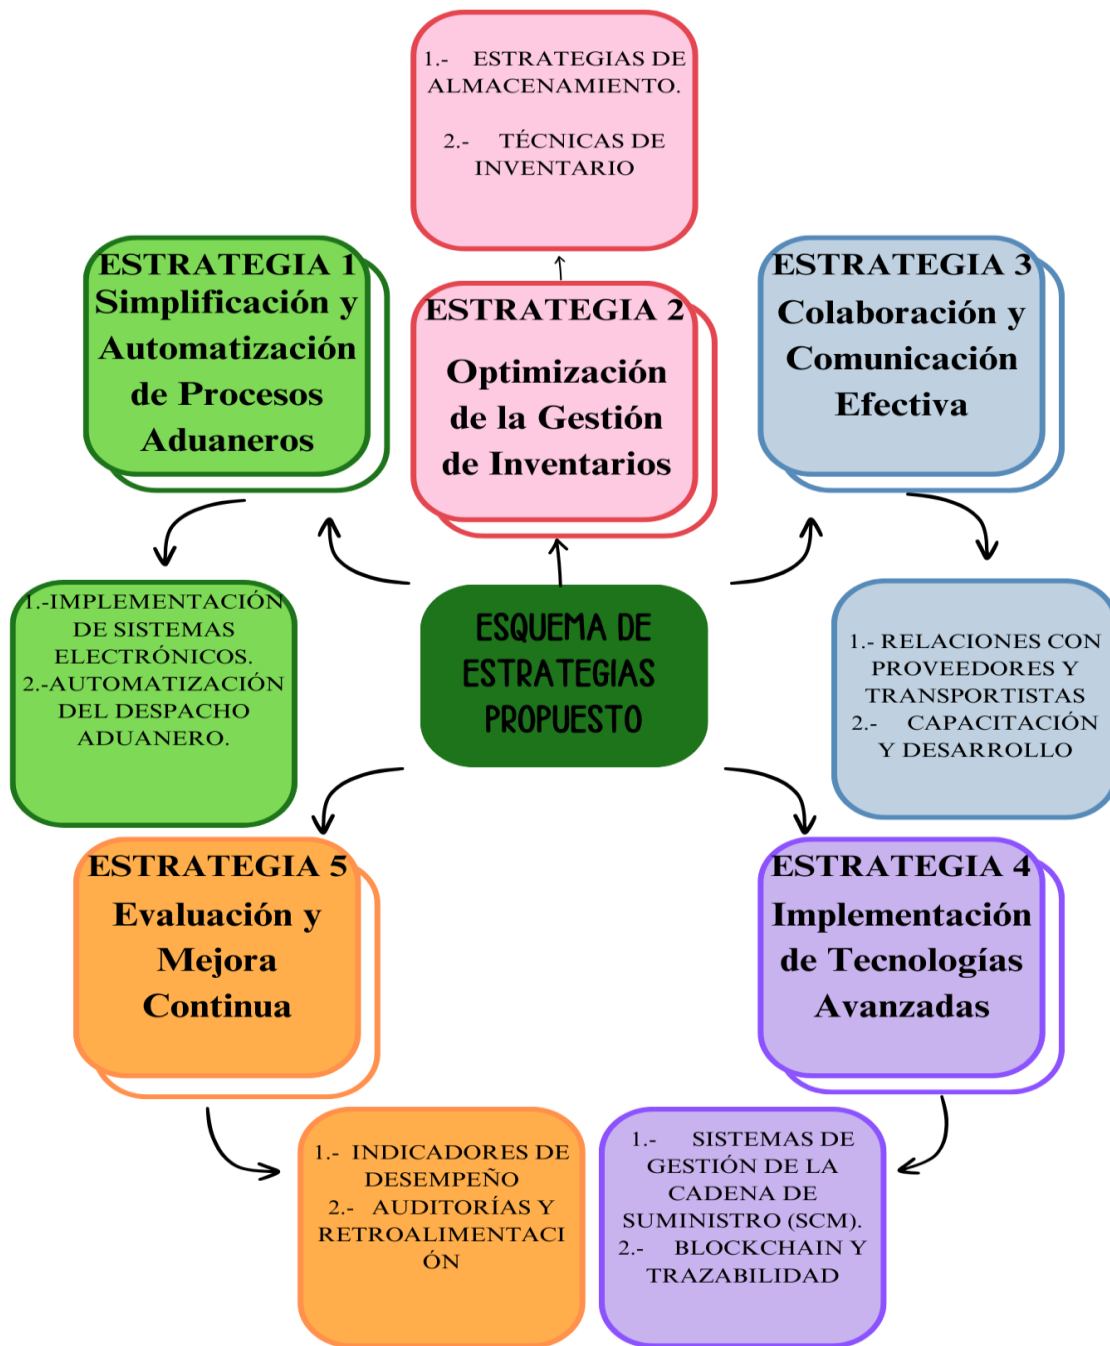 1.- ESTRATEGIAS DE
ALMACENAMIENTO.
2.- TÉCNICAS DE
INVENTARIO
ESTRATEGIA 1
Simplificación y
Automatización
de Procesos
Aduaneros
ESTRATEGIA 2
Optimización
de la Gestión
de Inventarios
ESTRATEGIA 3
Colaboración y
Comunicación
Efectiva
1.-IMPLEMENTACIÓN
DE SISTEMAS
ELECTRÓNICOS.
2.-AUTOMATIZACIÓN
DEL DESPACHO
ADUANERO.
ESQUEMA DE
ESTRATEGIAS
PROPUESTO
1.- RELACIONES CON
PROVEEDORES Y
TRANSPORTISTAS
2.- CAPACITACIÓN
Y DESARROLLO
ESTRATEGIA 5
Evaluación y
Mejora
Continua
ESTRATEGIA 4
Implementación
de Tecnologías
Avanzadas
1.- INDICADORES DE
DESEMPEÑO
2.- AUDITORÍAS Y
RETROALIMENTACI
ÓN
1.- SISTEMAS DE
GESTIÓN DE LA
CADENA DE
SUMINISTRO (SCM).
2.- BLOCKCHAIN Y
TRAZABILIDAD